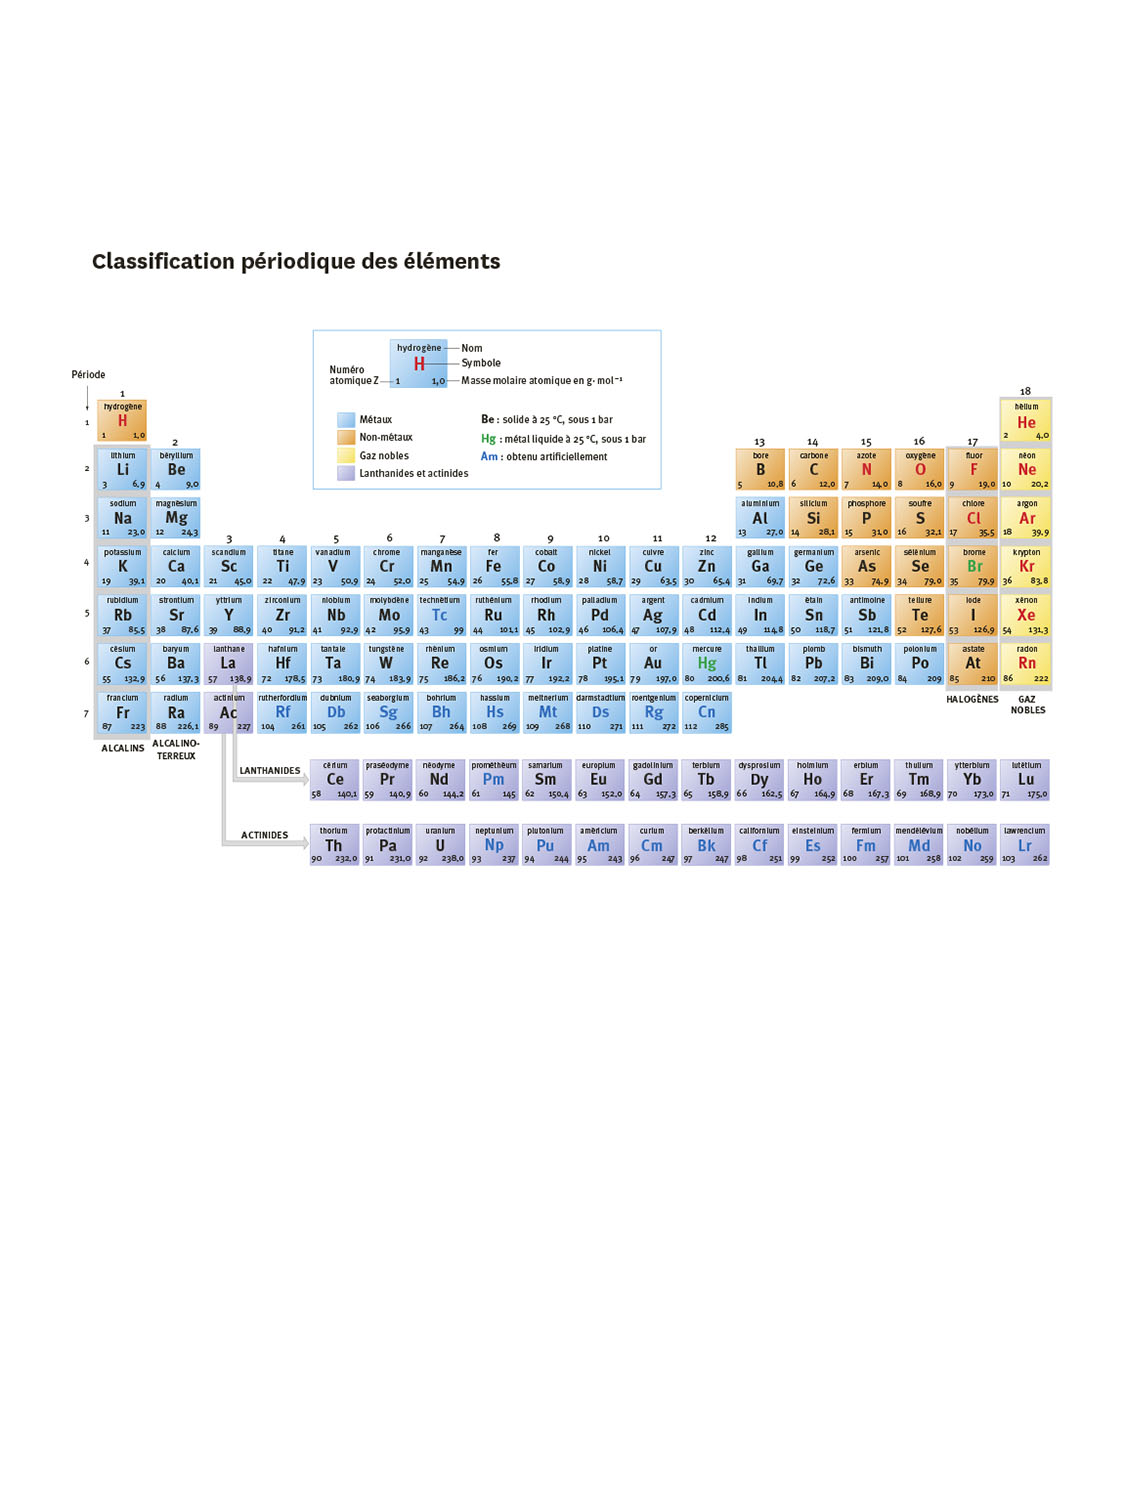 Classification périodique des éléments
hydrogène Nom
H Symbole
Numéro
atomique Z 1 1,0 Masse molaire atomique en g· mol⁻¹
Métaux Be : solide à 25 °C, sous 1 bar
Non-métaux Hg : métal liquide à 25 °C, sous 1 bar
Gaz nobles Am : obtenu artificiellement
Lanthanides et actinides
Période
1 18
hydrogène hélium
1 H He
1 1,0 2 4,0
2 13 14 15 16 17
lithium béryllium bore carbone azote oxygène fluor néon
2 Li Be B C N O F Ne
3 6,9 4 9,0 5 10,8 6 12,0 7 14,0 8 16,0 9 19,0 10 20,2
sodium magnésium aluminium silicium phosphore soufre chlore argon
3 Na Mg Al Si P S Cl Ar
11 23,0 12 24,3 13 27,0 14 28,1 15 31,0 16 32,1 17 35,5 18 39,9
3 4 5 6 7 8 9 10 11 12
potassium calcium scandium titane vanadium chrome manganèse fer cobalt nickel cuivre zinc gallium germanium arsenic sélénium brome krypton
4 K Ca Sc Ti V Cr Mn Fe Co Ni Cu Zn Ga Ge As Se Br Kr
19 39,1 20 40,1 21 45,0 22 47,9 23 50,9 24 52,0 25 54,9 26 55,8 27 58,9 28 58,7 29 63,5 30 65,4 31 69,7 32 72,6 33 74,9 34 79,0 35 79,9 36 83,8
rubidium strontium yttrium zirconium niobium molybdène technétium ruthénium rhodium palladium argent cadmium indium étain antimoine tellure iode xénon
5 Rb Sr Y Zr Nb Mo Tc Ru Rh Pd Ag Cd In Sn Sb Te I Xe
37 85,5 38 87,6 39 88,9 40 91,2 41 92,9 42 95,9 43 99 44 101,1 45 102,9 46 106,4 47 107,9 48 112,4 49 114,8 50 118,7 51 121,8 52 127,6 53 126,9 54 131,3
césium baryum lanthane hafnium tantale tungstène rhénium osmium iridium platine or mercure thallium plomb bismuth polonium astate radon
6 Cs Ba La Hf Ta W Re Os Ir Pt Au Hg Tl Pb Bi Po At Rn
55 132,9 56 137,3 57 138,9 72 178,5 73 180,9 74 183,9 75 186,2 76 190,2 77 192,2 78 195,1 79 197,0 80 200,6 81 204,4 82 207,2 83 209,0 84 209 85 210 86 222
francium radium actinium rutherfordium dubnium seaborgium bohrium hassium meitnerium darmstadtium roentgenium copernicium
7 Fr Ra Ac Rf Db Sg Bh Hs Mt Ds Rg Cn
87 223 88 226,1 89 227 104 261 105 262 106 266 107 264 108 269 109 268 110 271 111 272 112 285
HALOGÈNES GAZ
NOBLES
ALCALINS ALCALINO-
TERREUX
LANTHANIDES
cérium praséodyme néodyme prométhéum samarium europium gadolinium terbium dysprosium holmium erbium thulium ytterbium lutétium
Ce Pr Nd Pm Sm Eu Gd Tb Dy Ho Er Tm Yb Lu
58 140,1 59 140,9 60 144,2 61 145 62 150,4 63 152,0 64 157,3 65 158,9 66 162,5 67 164,9 68 167,3 69 168,9 70 173,0 71 175,0
ACTINIDES
thorium protactinium uranium neptunium plutonium américium curium berkélium californium einsteinium fermium mendélévium nobélium lawrencium
Th Pa U Np Pu Am Cm Bk Cf Es Fm Md No Lr
90 232,0 91 231,0 92 238,0 93 237 94 244 95 243 96 247 97 247 98 251 99 252 100 257 101 258 102 259 103 262